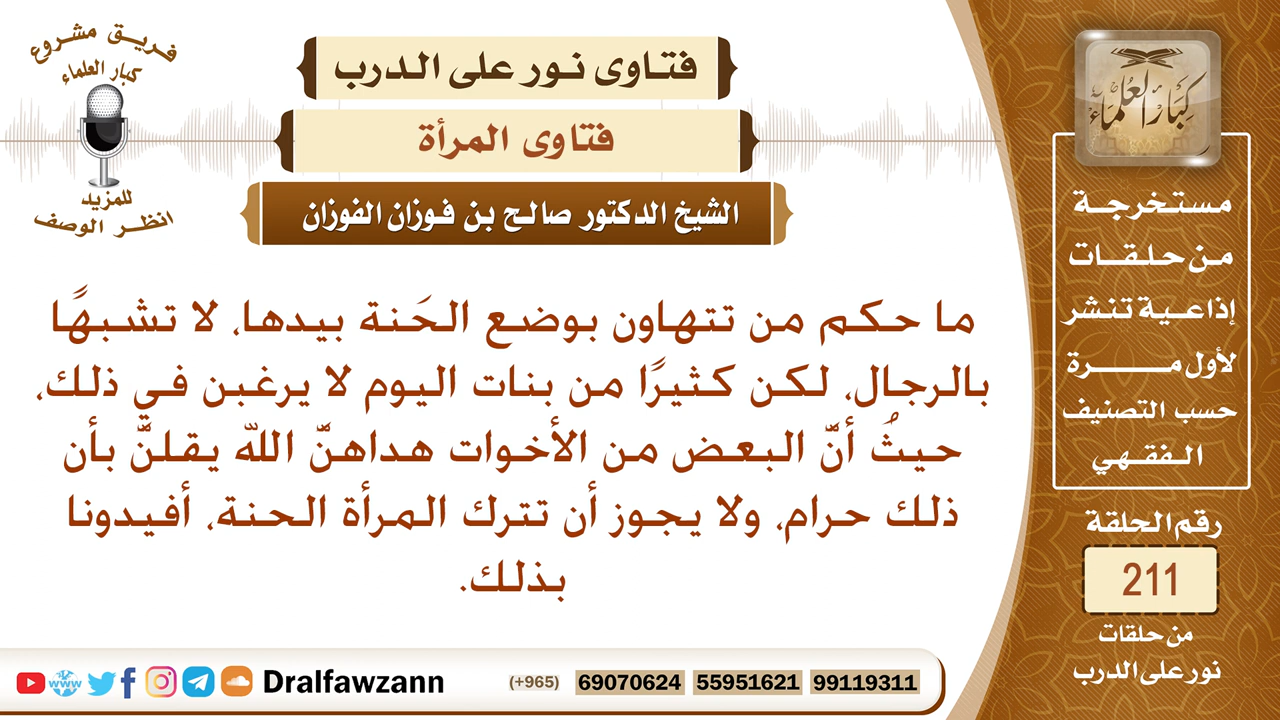 فريق مشروع
كبار العلماء
للمزيد
انظر الوصف
فتاوى نور على الدرب
فتاوى المرأة
الشيخ الدكتور صالح بن فوزان الفوزان
ما حكم من تتهاون بوضع الحَنة بيدها، لا تشبهًا
بالرجال، لكن كثيرًا من بنات اليوم لا يرغبن في ذلك،
حيثُ أنّ البعض من الأخوات هداهنّ الله يقلنَّ بأن
ذلك حرام، ولا يجوز أن تترك المرأة الحنة، أفيدونا
بذلك.
كبار العلماء
مستخرجة
من حلقات
إذاعية تنشر
لأول مرة
حسب التصنيف
الفقهي
رقم الحلقة
211
من حلقات
نور على الدرب
www Dralfawzann (+965) 69070624 55951621 99119311